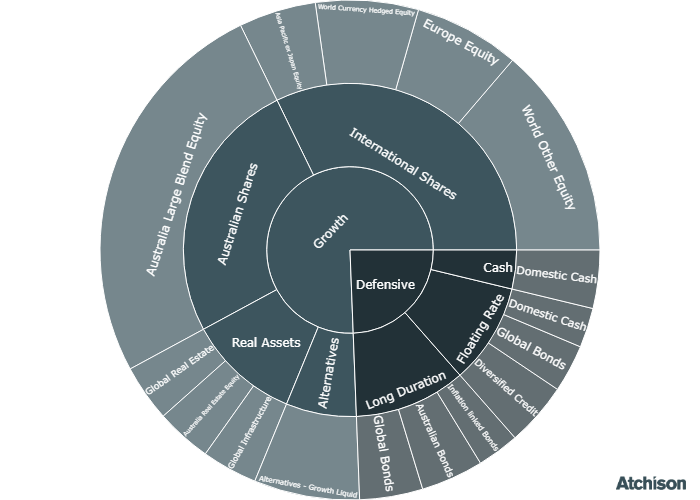 Growth
Defensive
Australian Shares
International Shares
Cash
Floating Rate
Long Duration
Alternatives
Real Assets
Australia Large Blend Equity
Asia Pacific ex Japan Equity
World Currency Hedged Equity
Europe Equity
World Other Equity
Domestic Cash
Domestic Cash
Global Bonds
Diversified Credit
Inflation linked Bonds
Australian Bonds
Global Bonds
Alternatives - Growth Liquid
Global Infrastructure
Australia Real Estate Equity
Global Real Estate
Atchison